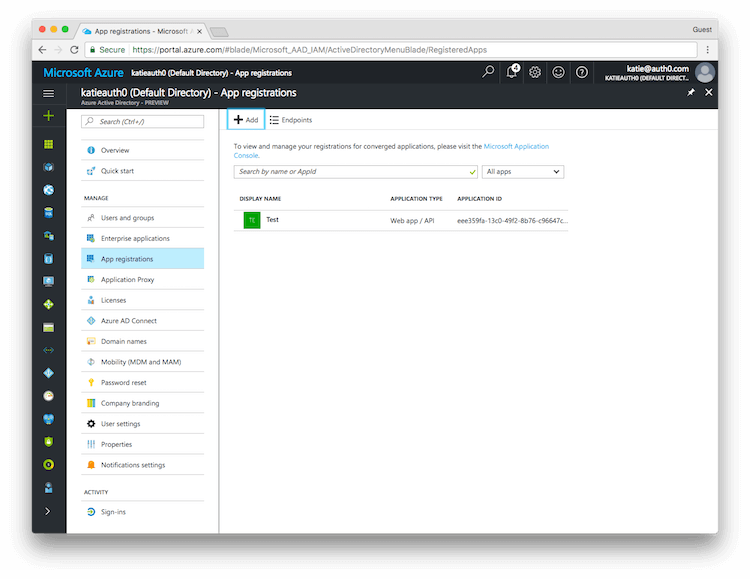 App registrations - Microsoft A
Guest
Secure
https://portal.azure.com/#blade/Microsoft_AAD_IAM/ActiveDirectoryMenuBlade/RegisteredApps
Microsoft Azure
katieauth0 (Default Directory) - App registrations
4
katie@auth0.com
KATIEAUTH0 (DEFAULT DIRECT...
katieauth0 (Default Directory) - App registrations
Azure Active Directory - PREVIEW
Search (Ctrl+/)
Overview
Quick start
MANAGE
Users and groups
Enterprise applications
App registrations
Application Proxy
Licenses
Azure AD Connect
Domain names
Mobility (MDM and MAM)
Password reset
Company branding
User settings
Properties
Notifications settings
ACTIVITY
Sign-ins
Add
Endpoints
To view and manage your registrations for converged applications, please visit the Microsoft Application
Console.
Search by name or AppId
All apps
DISPLAY NAME APPLICATION TYPE APPLICATION ID
TE Test Web app / API eee359fa-13c0-49f2-8b76-c96647c...